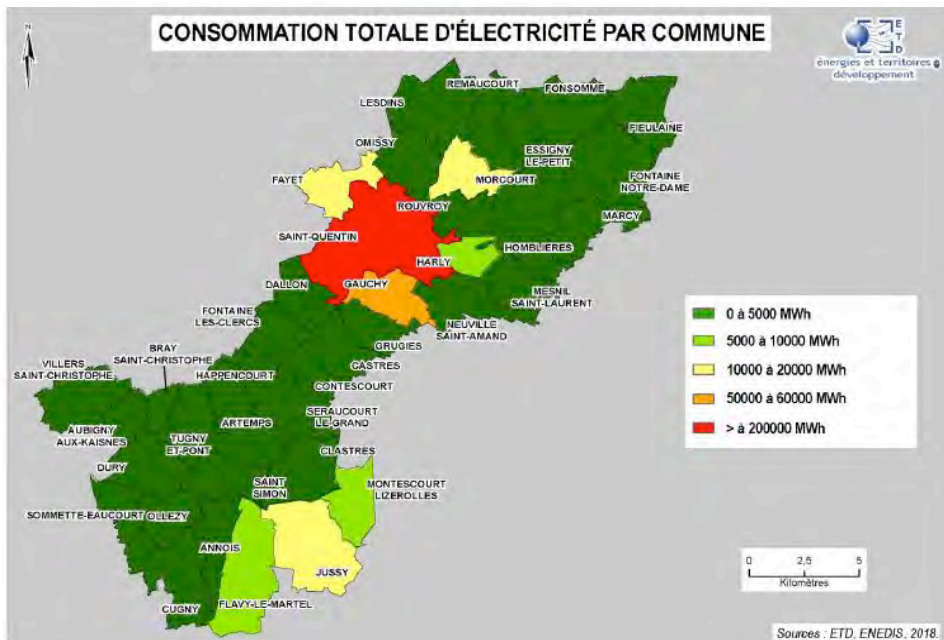 CONSOMMATION TOTALE D'ÉLECTRICITÉ PAR COMMUNE
N
E
T
D
énergies et territoires
développement
REMAUCOURT
FONSOMME
LESDINS
FIEULAINE
OMISSY
ESSIGNY
LE-PETIT
FAYET
MORCOURT
FONTAINE
NOTRE-DAME
ROUVROY
MARCY
SAINT-QUENTIN
HOMBLIERES
HARLY
DALLON
GAUCHY
MESNIL
SAINT-LAURENT
FONTAINE
LES-CLERCS
NEUVILLE
SAINT-AMAND
GRUGIES
BRAY
SAINT-CHRISTOPHE
VILLERS
SAINT-CHRISTOPHE
HAPPENCOURT
CASTRES
CONTESCOURT
SERAUCOURT
LE-GRAND
ARTEMPS
AUBIGNY
AUX-KAISNES
TUGNY
ET-PONT
CLASTRES
DURY
SAINT
SIMON
MONTESCOURT
LIZEROLLES
SOMMETTE-EAUCOURT
OLLEZY
ANNOIS
JUSSY
CUGNY
FLAVY-LE-MARTEL
0 à 5000 MWh
5000 à 10000 MWh
10000 à 20000 MWh
50000 à 60000 MWh
> à 200000 MWh
0 2,5 5
Kilomètres
Sources : ETD, ENEDIS, 2018